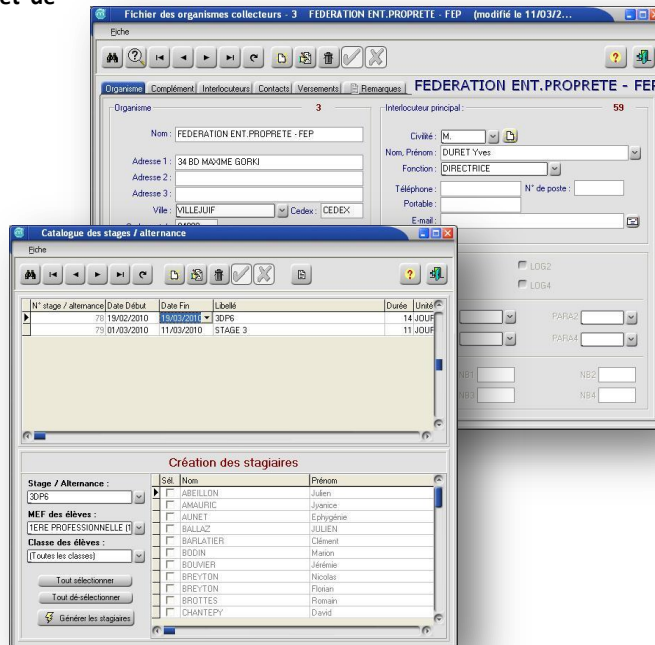 et de
Fichier des organismes collecteurs - 3 FEDERATION ENT.PROPRETE - FEP (modifié le 11/03/2...
Fiche
Organisme Complément Interlocuteurs Contacts Versements Remarques FEDERATION ENT.PROPRETE - FEP
Organisme 3
Nom : FEDERATION ENT.PROPRETE - FEP
Adresse 1 : 34 BD MAXIME GORKI
Adresse 2 :
Adresse 3 :
Ville : VILLEJUIF Cedex : CEDEX
Interlocuteur principal : 59
Civilité : M.
Nom, Prénom : DURET Yves
Fonction : DIRECTRICE
Téléphone : N° de poste :
Portable :
E-mail :
LOG2
LOG4
PARA2
PARA4
NB1 NB2
NB3 NB4
Catalogue des stages / alternance
Fiche
N° stage / alternance Date Début Date Fin Libellé Durée Unité
78 19/02/2010 19/03/2010 3DP6 14 JOUR
79 01/03/2010 11/03/2010 STAGE 3 11 JOUR
Création des stagiaires
Stage / Alternance :
3DP6
MEF des élèves :
1ERE PROFESSIONNELLE (1
Classe des élèves :
(Toutes les classes)
Tout sélectionner
Tout dé-sélectionner
Générer les stagiaires
Sél. Nom Prénom
ABEILLON Julien
AMAURIC Jyanice
AUNET Ephygénie
BALLAZ JULIEN
BARLATIER Clément
BODIN Marion
BOUVIER Jérémie
BREYTON Nicolas
BREYTON Florian
BROTTES Romain
CHANTEPY David